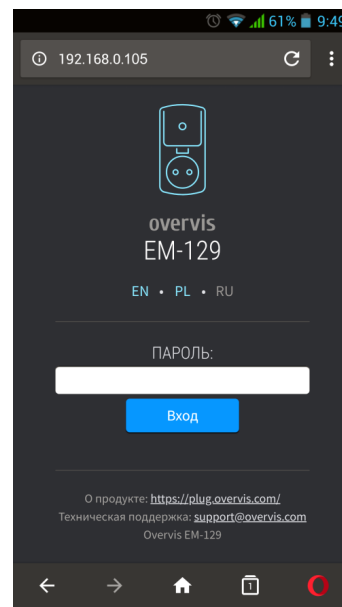 61% 9:49
192.168.0.105
overvis
EM-129
EN • PL • RU
ПАРОЛЬ:
Вход
О продукте: https://plug.overvis.com/
Техническая поддержка: support@overvis.com
Overvis EM-129
1